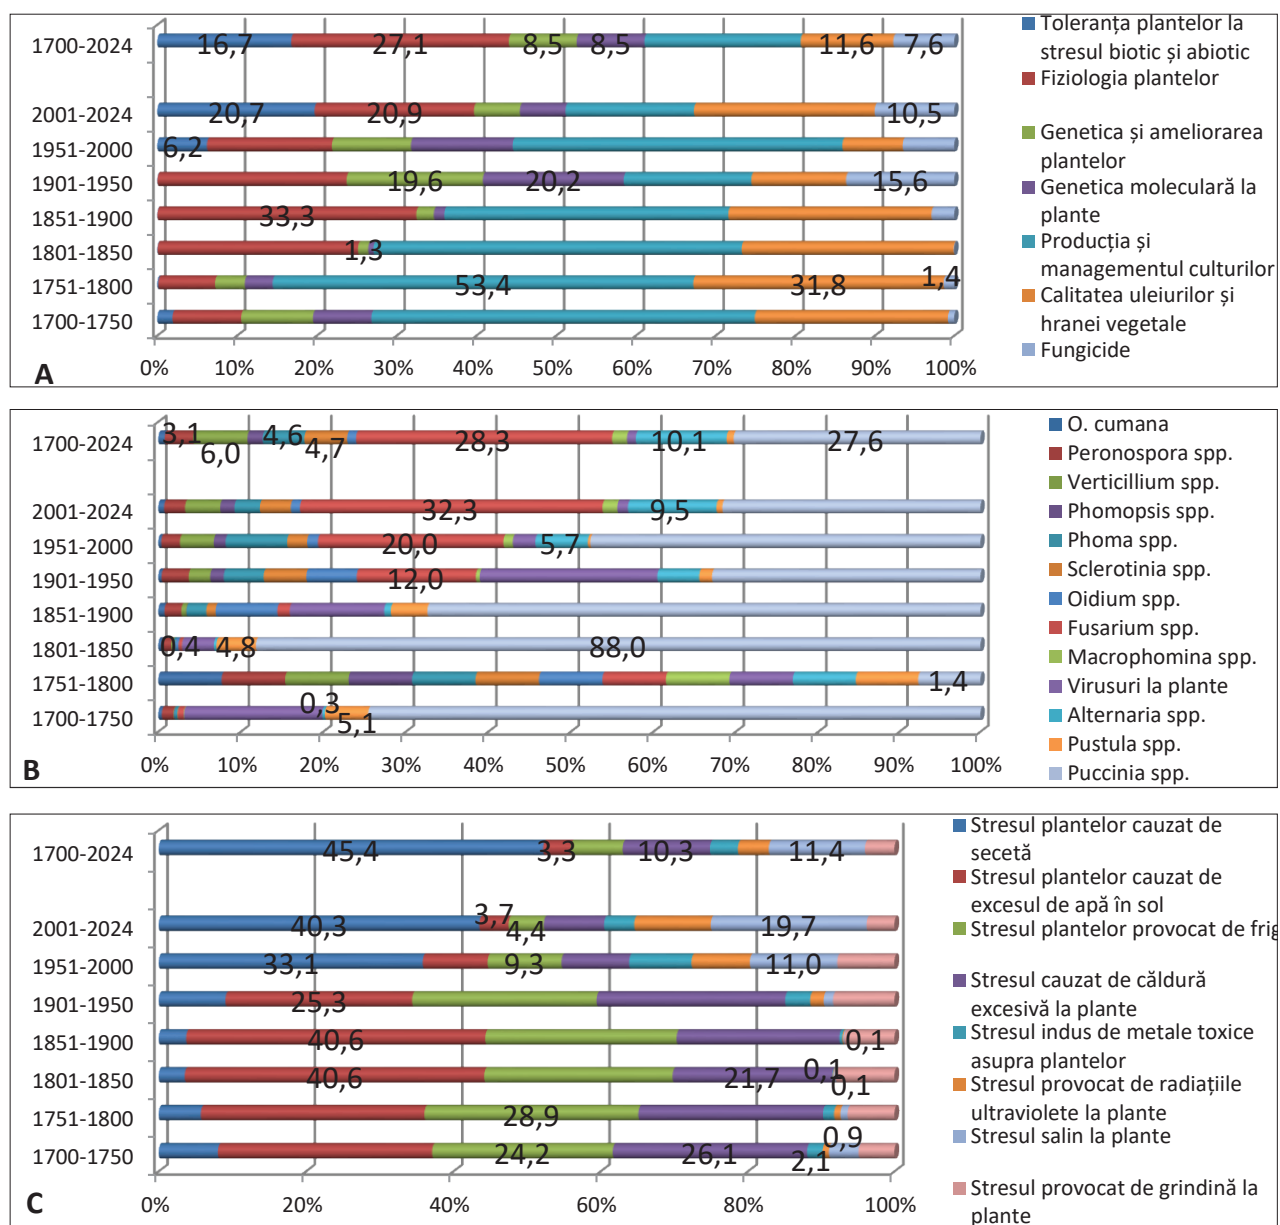 1700-2024
16,7
27,1
8,5
8,5
11,6
7,6
2001-2024
20,7
20,9
10,5
1951-2000
6,2
1901-1950
19,6
20,2
15,6
1851-1900
33,3
1801-1850
1,3
1751-1800
53,4
31,8
1,4
1700-1750
0%
10%
20%
30%
40%
50%
60%
70%
80%
90%
100%
A
Toleranța plantelor la
stresul biotic și abiotic
Fiziologia plantelor
Genetica și ameliorarea
plantelor
Genetica moleculară la
plante
Producția și
managementul culturilor
Calitatea uleiurilor și
hranei vegetale
Fungicide
1700-2024
3,1
6,0
4,6
4,7
28,3
10,1
27,6
2001-2024
32,3
9,5
1951-2000
20,0
5,7
1901-1950
12,0
1851-1900
1801-1850
0,4
4,8
88,0
1751-1800
1,4
1700-1750
0,3
5,1
0%
10%
20%
30%
40%
50%
60%
70%
80%
90%
100%
B
O. cumana
Peronospora spp.
Verticillium spp.
Phomopsis spp.
Phoma spp.
Sclerotinia spp.
Oidium spp.
Fusarium spp.
Macrophomina spp.
Virusuri la plante
Alternaria spp.
Pustula spp.
Puccinia spp.
1700-2024
45,4
3,3
10,3
11,4
2001-2024
40,3
3,7
4,4
19,7
1951-2000
33,1
9,3
11,0
1901-1950
25,3
1851-1900
40,6
0,1
1801-1850
40,6
21,7
0,1
0,1
1751-1800
28,9
0,9
1700-1750
24,2
26,1
2,1
0%
20%
40%
60%
80%
100%
C
Stresul plantelor cauzat de
secetă
Stresul plantelor cauzat de
excesul de apă în sol
Stresul plantelor provocat de frig
Stresul cauzat de căldură
excesivă la plante
Stresul indus de metale toxice
asupra plantelor
Stresul provocat de radiațiile
ultraviolete la plante
Stresul salin la plante
Stresul provocat de grindină la
plante